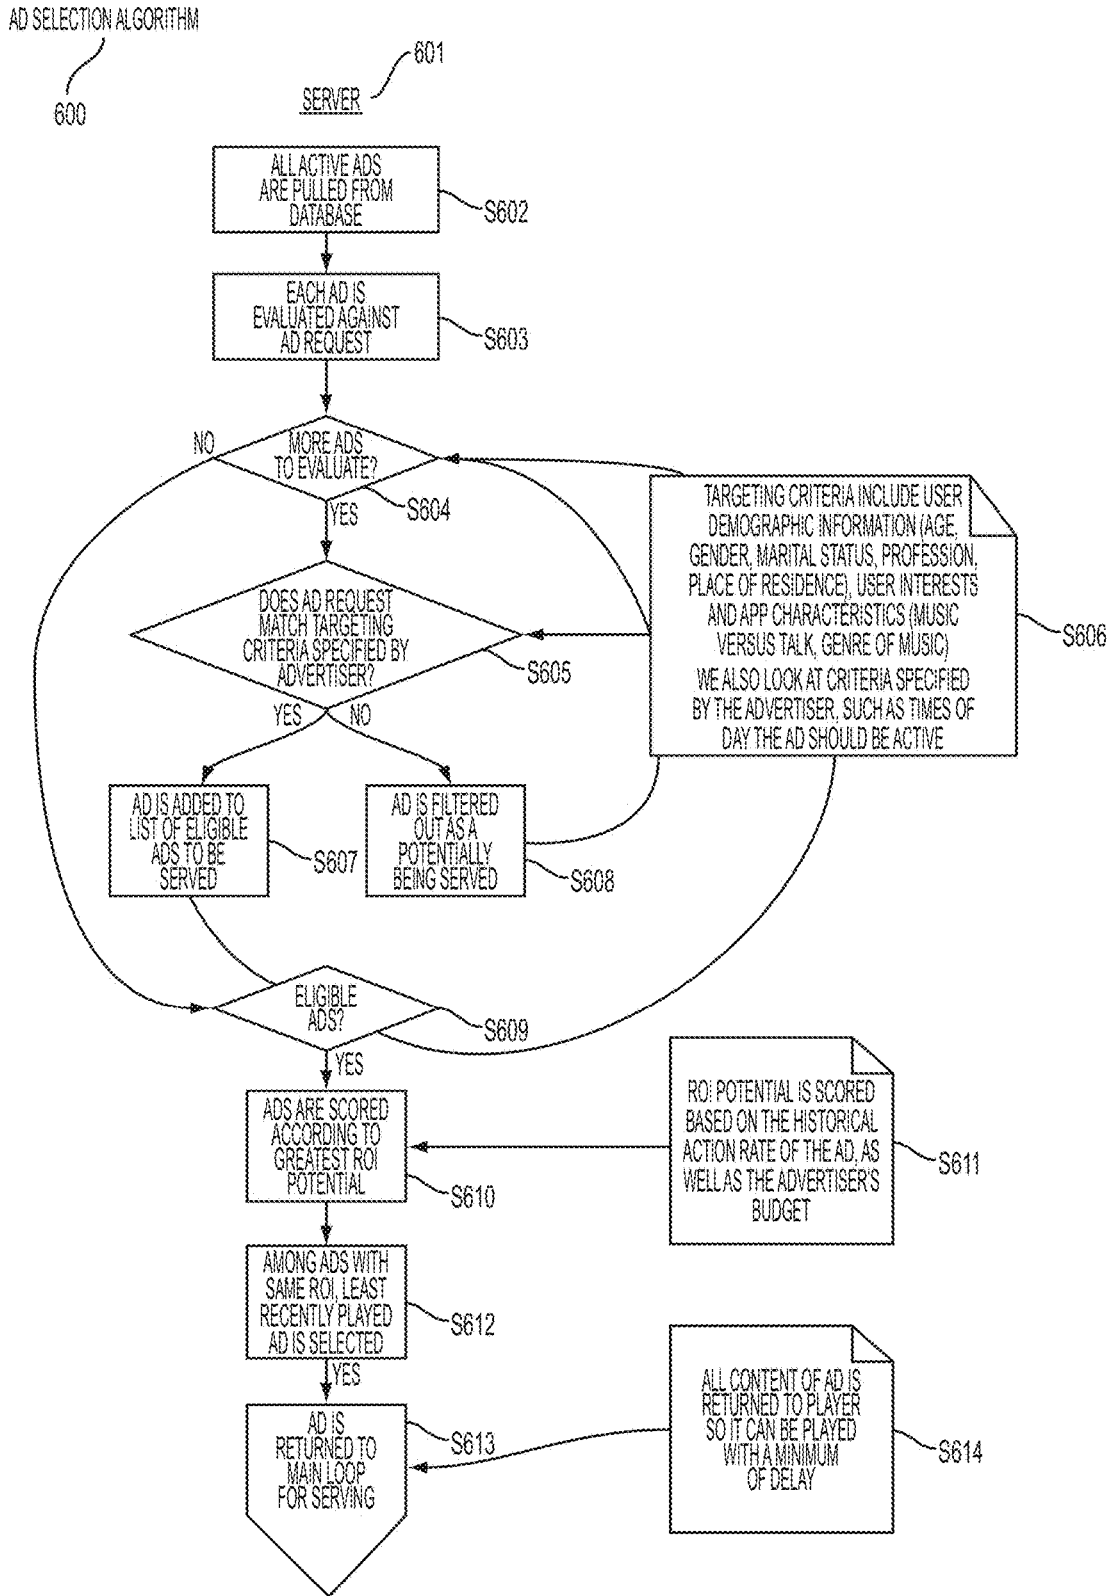 AD SELECTION ALGORITHM
600
601
SERVER
ALL ACTIVE ADS
ARE PULLED FROM
DATABASE
S602
EACH AD IS
EVALUATED AGAINST
AD REQUEST
S603
NO
MORE ADS
TO EVALUATE?
S604
YES
DOES AD REQUEST
MATCH TARGETING
CRITERIA SPECIFIED BY
ADVERTISER?
S605
TARGETING CRITERIA INCLUDE USER
DEMOGRAPHIC INFORMATION (AGE,
GENDER, MARITAL STATUS, PROFESSION,
PLACE OF RESIDENCE), USER INTERESTS
AND APP CHARACTERISTICS (MUSIC
VERSUS TALK, GENRE OF MUSIC)
WE ALSO LOOK AT CRITERIA SPECIFIED
BY THE ADVERTISER, SUCH AS TIMES OF
DAY THE AD SHOULD BE ACTIVE
S606
YES
NO
AD IS ADDED TO
LIST OF ELIGIBLE
ADS TO BE
SERVED
S607
AD IS FILTERED
OUT AS A
POTENTIALLY
BEING SERVED
S608
ELIGIBLE
ADS?
S609
YES
ADS ARE SCORED
ACCORDING TO
GREATEST ROI
POTENTIAL
S610
ROI POTENTIAL IS SCORED
BASED ON THE HISTORICAL
ACTION RATE OF THE AD, AS
WELL AS THE ADVERTISER'S
BUDGET
S611
AMONG ADS WITH
SAME ROI, LEAST
RECENTLY PLAYED
AD IS SELECTED
S612
YES
AD IS
RETURNED TO
MAIN LOOP
FOR SERVING
S613
ALL CONTENT OF AD IS
RETURNED TO PLAYER
SO IT CAN BE PLAYED
WITH A MINIMUM
OF DELAY
S614